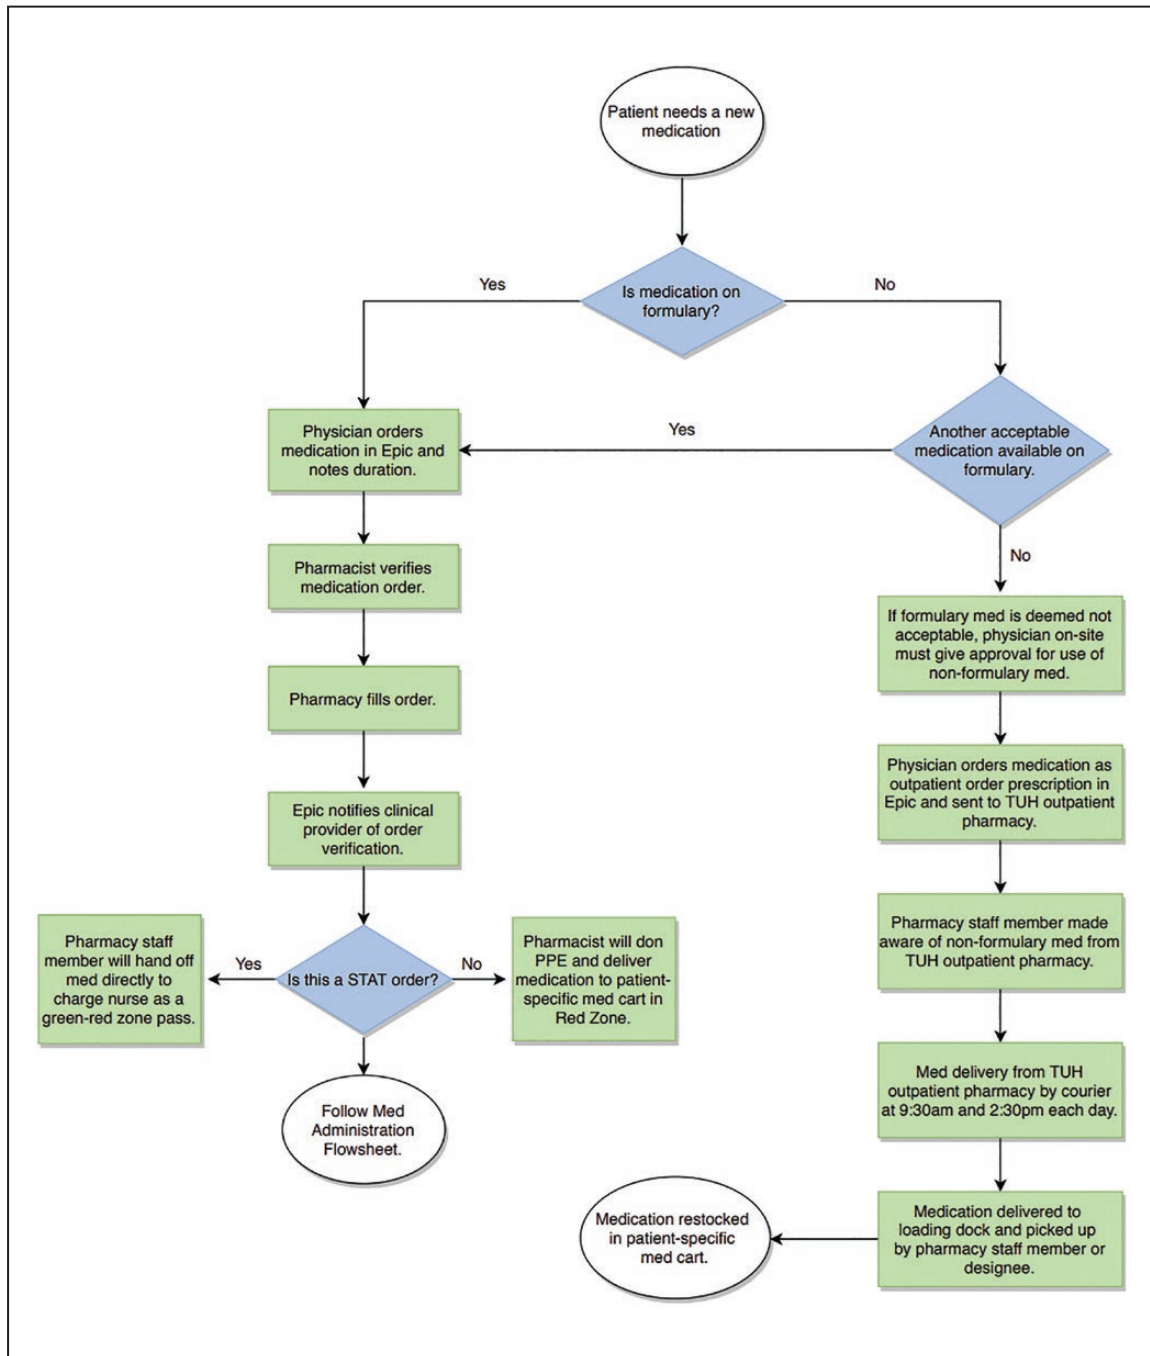 Patient needs a new
medication
Is medication on
formulary?
Yes
No
Physician orders
medication in Epic and
notes duration.
Yes
Another acceptable
medication available on
formulary.
No
Pharmacist verifies
medication order.
If formulary med is deemed not
acceptable, physician on-site
must give approval for use of
non-formulary med.
Pharmacy fills order.
Physician orders medication as
outpatient order prescription in
Epic and sent to TUH outpatient
pharmacy.
Epic notifies clinical
provider of order
verification.
Pharmacy staff member made
aware of non-formulary med from
TUH outpatient pharmacy.
Pharmacy staff
member will hand off
med directly to
charge nurse as a
green-red zone pass.
Yes
Is this a STAT order?
No
Pharmacist will don
PPE and deliver
medication to patient-
specific med cart in
Red Zone.
Med delivery from TUH
outpatient pharmacy by courier
at 9:30am and 2:30pm each day.
Follow Med
Administration
Flowsheet.
Medication restocked
in patient-specific
med cart.
Medication delivered to
loading dock and picked up
by pharmacy staff member or
designee.